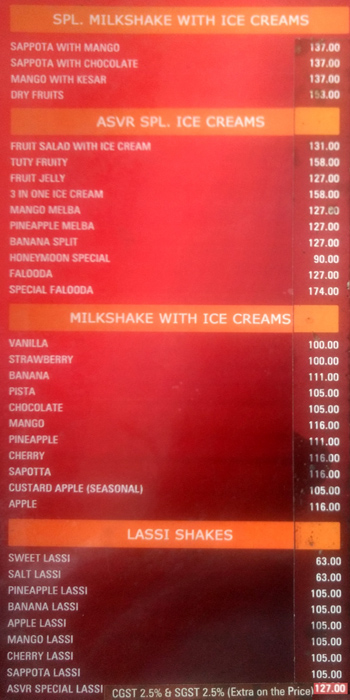 SPL. MILKSHAKE WITH ICE CREAMS
SAPPOTA WITH MANGO 137.00
SAPPOTA WITH CHOCOLATE 137.00
MANGO WITH KESAR 137.00
DRY FRUITS 153.00
ASVR SPL. ICE CREAMS
FRUIT SALAD WITH ICE CREAM 131.00
TUTY FRUITY 158.00
FRUIT JELLY 127.00
3 IN ONE ICE CREAM 158.00
MANGO MELBA 127.00
PINEAPPLE MELBA 127.00
BANANA SPLIT 127.00
HONEYMOON SPECIAL 90.00
FALOODA 127.00
SPECIAL FALOODA 174.00
MILKSHAKE WITH ICE CREAMS
VANILLA 100.00
STRAWBERRY 100.00
BANANA 111.00
PISTA 105.00
CHOCOLATE 105.00
MANGO 116.00
PINEAPPLE 111.00
CHERRY 116.00
SAPOTTA 116.00
CUSTARD APPLE (SEASONAL) 105.00
APPLE 116.00
LASSI SHAKES
SWEET LASSI 63.00
SALT LASSI 63.00
PINEAPPLE LASSI 105.00
BANANA LASSI 105.00
APPLE LASSI 105.00
MANGO LASSI 105.00
CHERRY LASSI 105.00
SAPPOTA LASSI 105.00
ASVR SPECIAL LASSI 127.00
CGST 2.5% & SGST 2.5% (Extra on the Price)